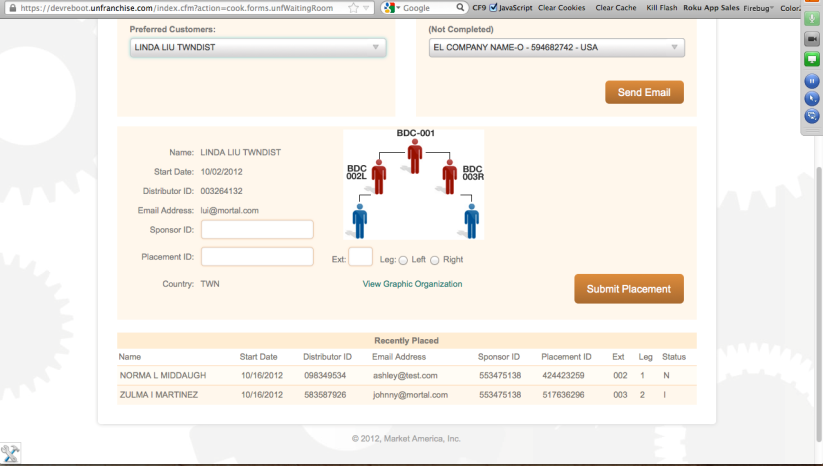 https://devreboot.unfranchise.com/index.cfm?action=cook.forms.unfWaitingRoom Google CF9 JavaScript Clear Cookies Clear Cache Kill Flash Roku App Sales Firebug
Preferred Customers: (Not Completed)
LINDA LIU TWNDIST EL COMPANY NAME-O - 594682742 - USA
Send Email
BDC-001
Name: LINDA LIU TWNDIST
BDC 002L BDC 003R
Start Date: 10/02/2012
Distributor ID: 003264132
Email Address: lui@mortal.com
Sponsor ID:
Placement ID: Ext: Leg: Left Right
Country: TWN View Graphic Organization Submit Placement
Recently Placed
Name Start Date Distributor ID Email Address Sponsor ID Placement ID Ext Leg Status
NORMA L MIDDAUGH 10/16/2012 098349534 ashley@test.com 553475138 424423259 002 1 N
ZULMA I MARTINEZ 10/16/2012 583587926 johnny@mortal.com 553475138 517636296 003 2 I
© 2012, Market America, Inc.